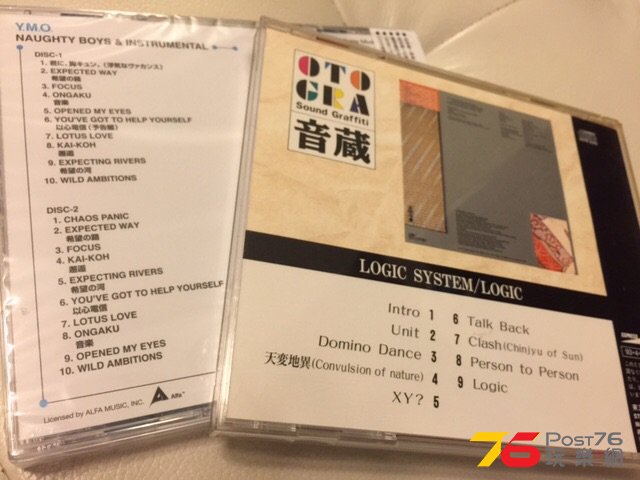 Y.M.O.
NAUGHTY BOYS & INSTRUMENTAL
DISC-1
1. 君に、胸キュン。(浮気なヴァカンス)
2. EXPECTED WAY
希望の路
3. FOCUS
4. ONGAKU
音楽
5. OPENED MY EYES
6. YOU'VE GOT TO HELP YOURSELF
以心電信 (予告編)
7. LOTUS LOVE
8. KAI-KOH
邂逅
9. EXPECTING RIVERS
希望の河
10. WILD AMBITIONS
DISC-2
1. CHAOS PANIC
2. EXPECTED WAY
希望の路
3. FOCUS
4. KAI-KOH
邂逅
5. EXPECTING RIVERS
希望の河
6. YOU'VE GOT TO HELP YOURSELF
7. LOTUS LOVE
8. ONGAKU
音楽
9. OPENED MY EYES
10. WILD AMBITIONS
Licensed by ALFA MUSIC, INC.
Alfa
OTO
GRA
Sound Graffiti
音蔵
LOGIC SYSTEM/LOGIC
Intro 1
Unit 2
Domino Dance 3
天変地異(Convulsion of nature) 4
XY? 5
6 Talk Back
7 Clash(Chinjyu of Sun)
8 Person to Person
9 Logic
76 POST76
玩樂網